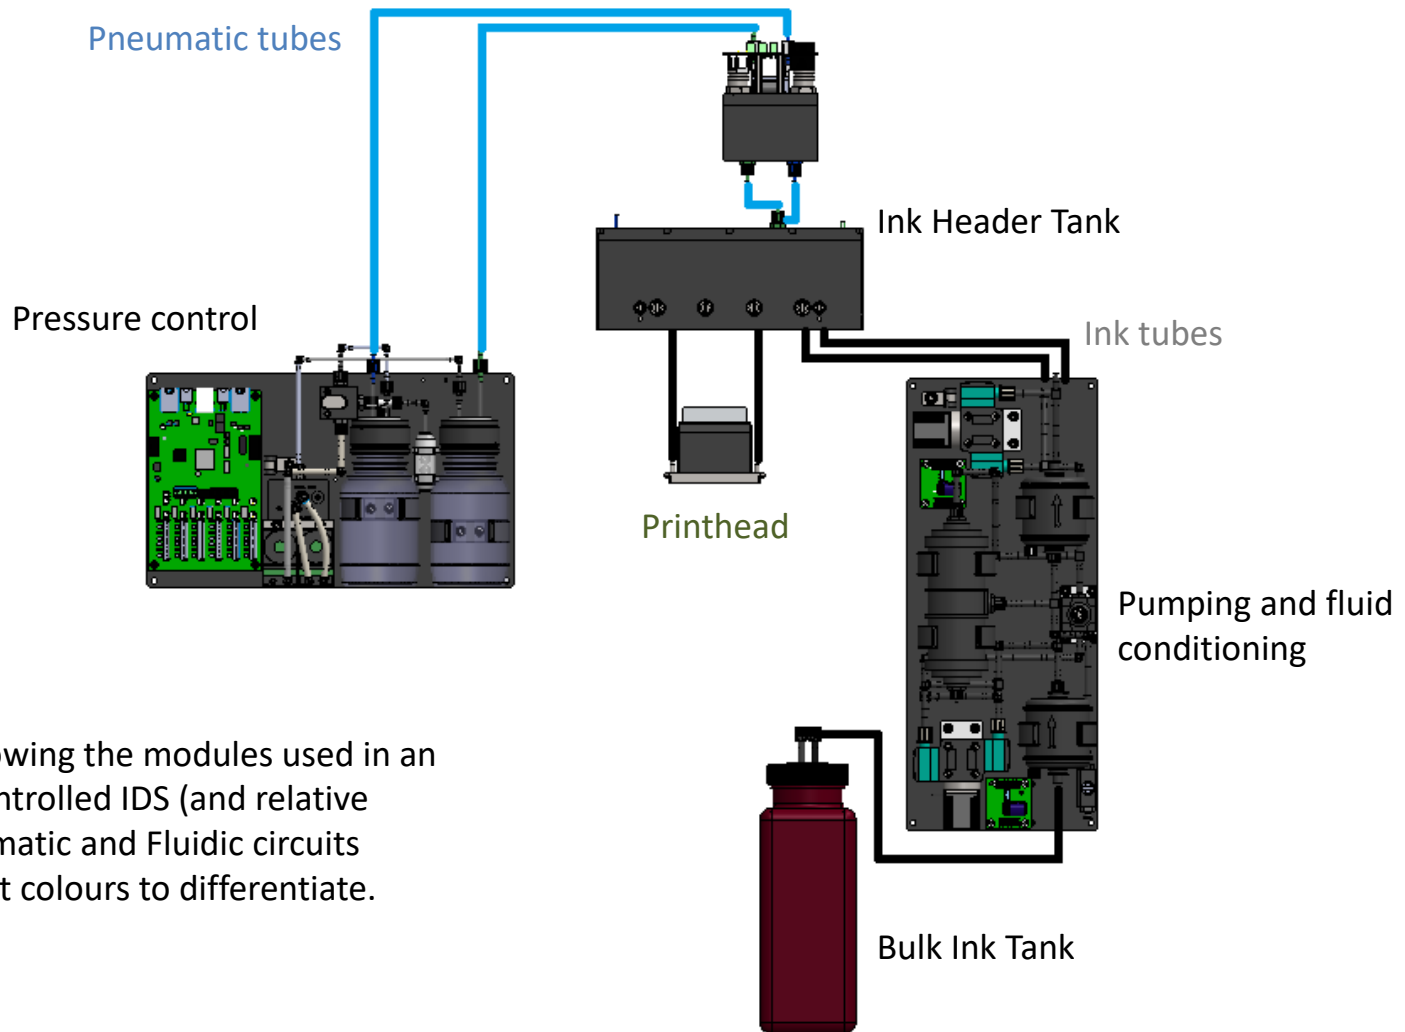 Pneumatic tubes
Ink Header Tank
Pressure control
Ink tubes
Printhead
Pumping and fluid
conditioning
owing the modules used in an
ntrolled IDS (and relative
matic and Fluidic circuits
t colours to differentiate.
Bulk Ink Tank